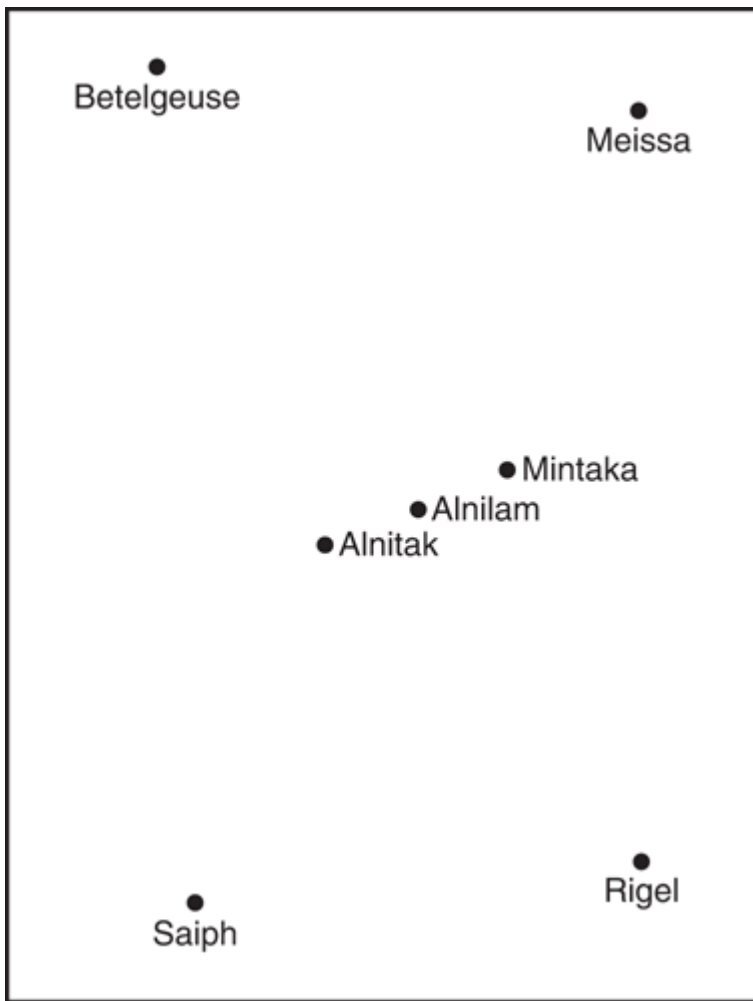 Betelgeuse
Meissa
Mintaka
Alnilam
Alnitak
Rigel
Saiph